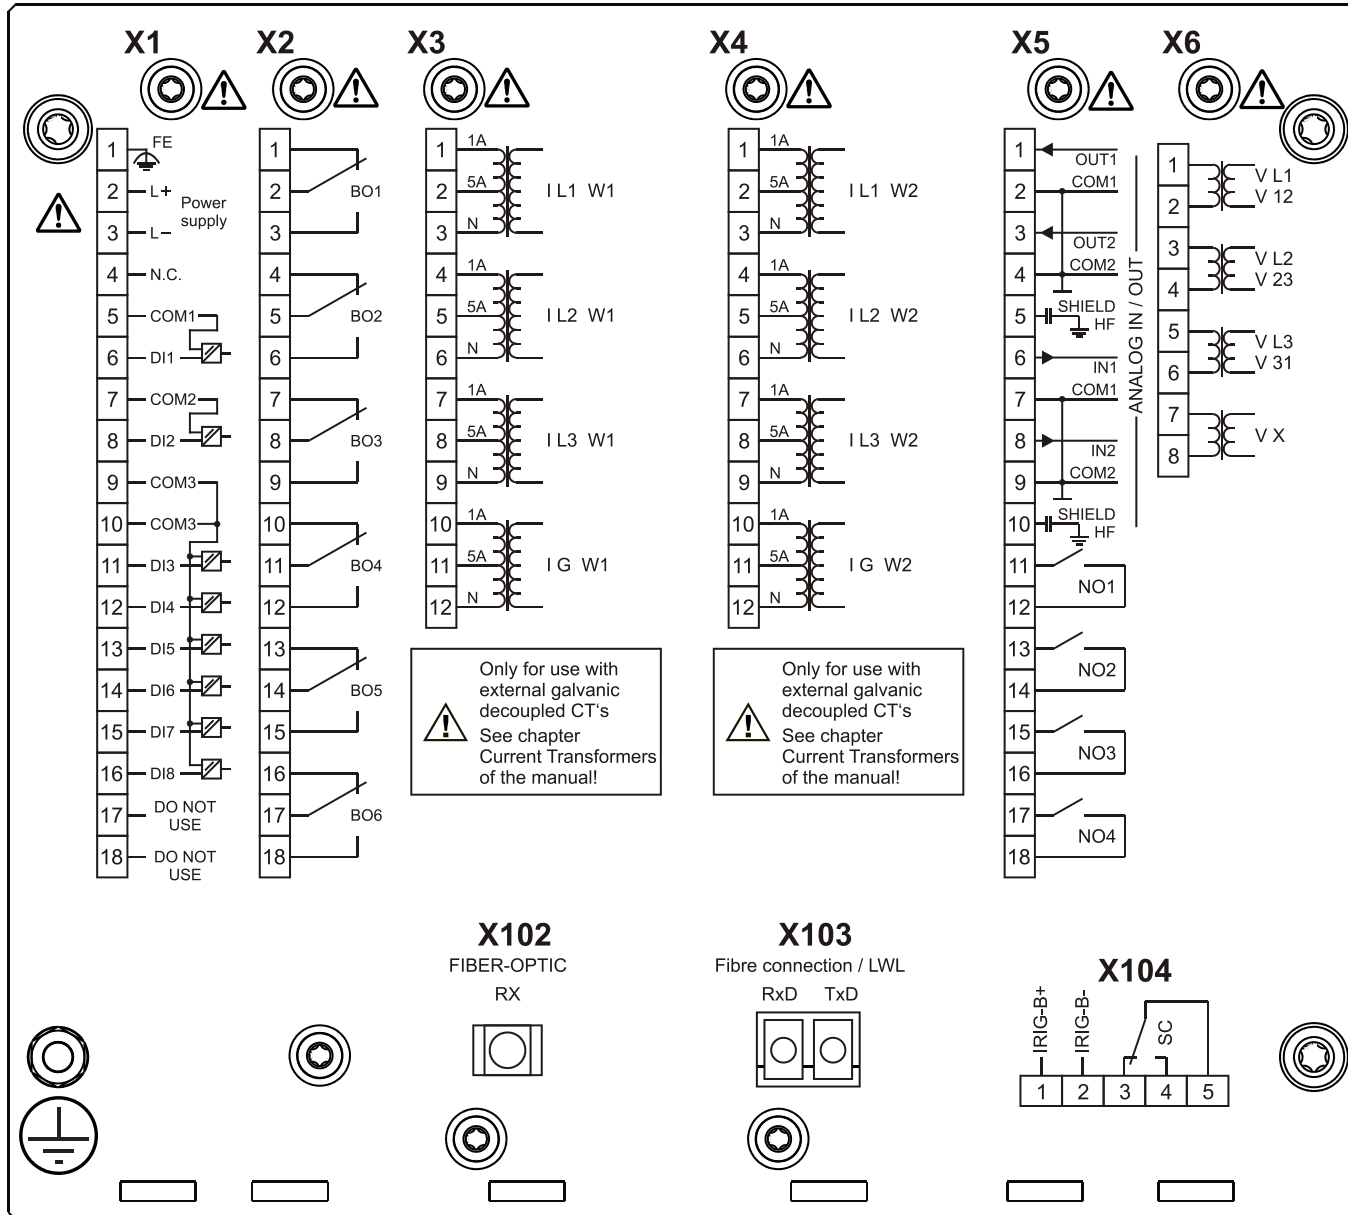 X1
X2
X3
X4
X5
X6
1
FE
2
L+
Power
supply
3
L−
4
N.C.
5
COM1
6
DI1
7
COM2
8
DI2
9
COM3
10
COM3
11
DI3
12
DI4
13
DI5
14
DI6
15
DI7
16
DI8
17
DO NOT
USE
18
DO NOT
USE
1
2
BO1
3
4
5
BO2
6
7
8
BO3
9
10
11
BO4
12
13
14
BO5
15
16
17
BO6
18
1
1A
2
5A
I L1 W1
3
N
4
1A
5
5A
I L2 W1
6
N
7
1A
8
5A
I L3 W1
9
N
10
1A
11
5A
I G W1
12
N
Only for use with
external galvanic
decoupled CT‘s
See chapter
Current Transformers
of the manual!
1
1A
2
5A
I L1 W2
3
N
4
1A
5
5A
I L2 W2
6
N
7
1A
8
5A
I L3 W2
9
N
10
1A
11
5A
I G W2
12
N
Only for use with
external galvanic
decoupled CT‘s
See chapter
Current Transformers
of the manual!
1
OUT1
2
COM1
3
OUT2
4
COM2
5
SHIELD
HF
6
IN1
7
COM1
8
IN2
9
COM2
10
SHIELD
HF
ANALOG IN / OUT
11
NO1
12
13
NO2
14
15
NO3
16
17
NO4
18
1
V L1
V 12
2
3
V L2
V 23
4
5
V L3
V 31
6
7
V X
8
X102
FIBER-OPTIC
RX
X103
Fibre connection / LWL
RxD TxD
X104
IRIG-B+
IRIG-B-
SC
1 2 3 4 5